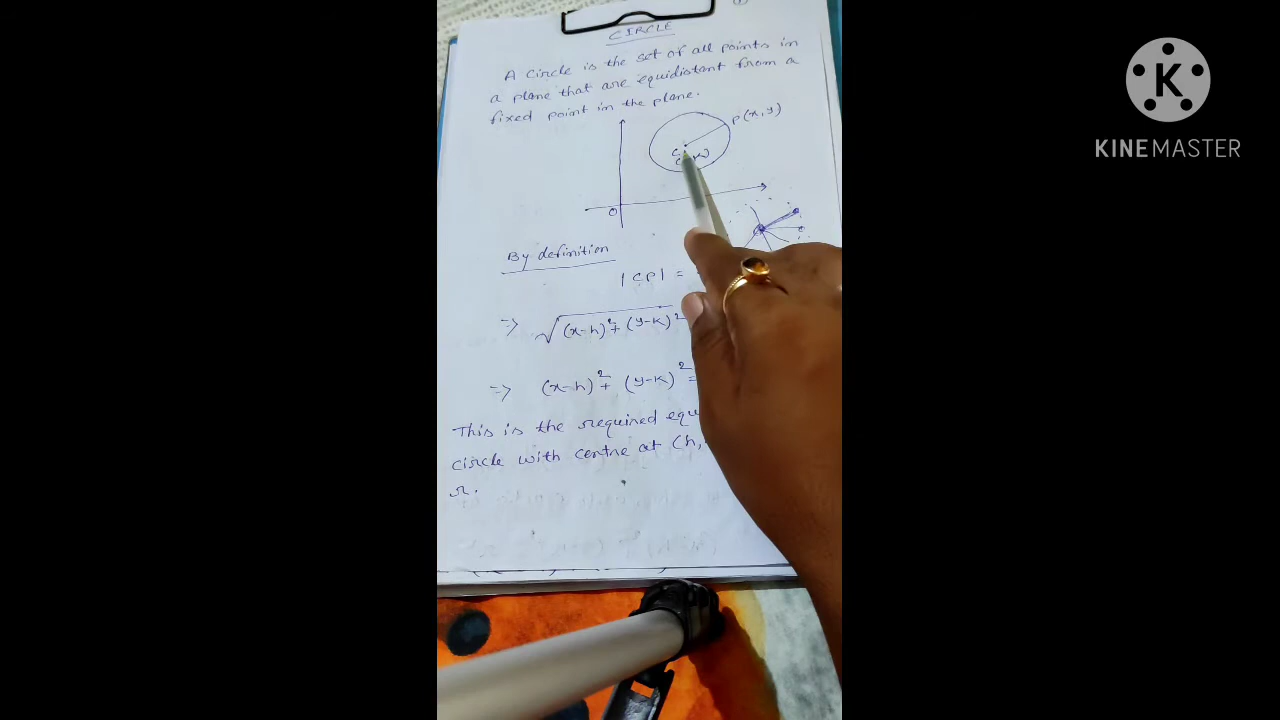 CIRCLE
A circle is the set of all points in
a plane that are equidistant from a
fixed point in the plane.
P(x, y)
C
O
By definition
|CP| =
=> √(x-h)²+(y-k)²
=> (x-h)²+(y-k)² =
This is the required equ
circle with centre at (h,
r.
K
KINEMASTER